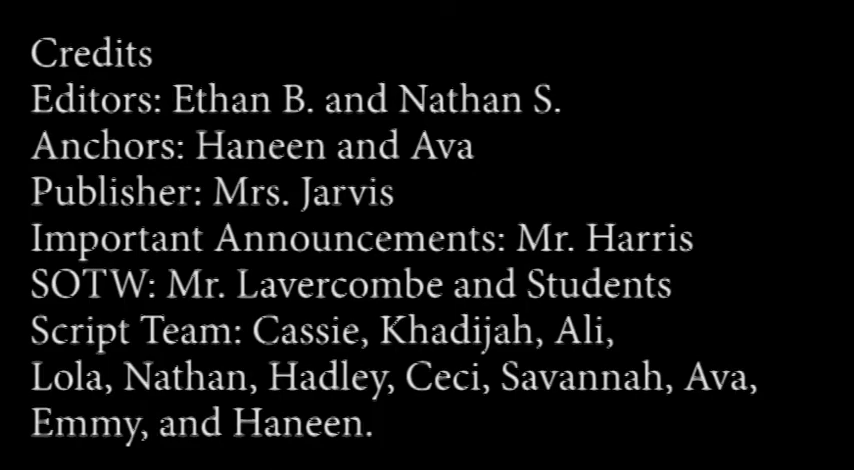 Credits
Editors: Ethan B. and Nathan S.
Anchors: Haneen and Ava
Publisher: Mrs. Jarvis
Important Announcements: Mr. Harris
SOTW: Mr. Lavercombe and Students
Script Team: Cassie, Khadijah, Ali,
Lola, Nathan, Hadley, Ceci, Savannah, Ava,
Emmy, and Haneen.